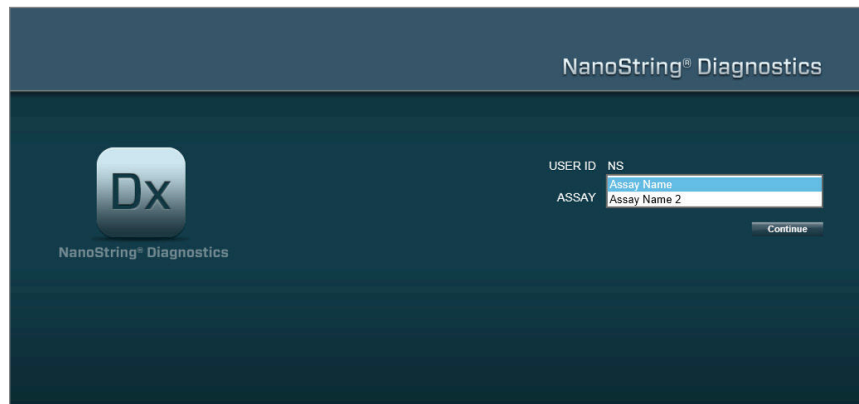 NanoString® Diagnostics
Dx
NanoString® Diagnostics
USER ID NS
ASSAY
Assay Name
Assay Name 2
Continue